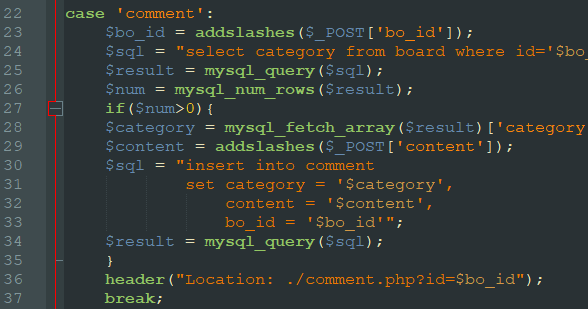 22 case 'comment':
23 $bo_id = addslashes($_POST['bo_id']);
24 $sql = "select category from board where id='$bo_
25 $result = mysql_query($sql);
26 $num = mysql_num_rows($result);
27 if($num>0){
28 $category = mysql_fetch_array($result)['category
29 $content = addslashes($_POST['content']);
30 $sql = "insert into comment
31 set category = '$category',
32 content = '$content',
33 bo_id = '$bo_id'";
34 $result = mysql_query($sql);
35 }
36 header("Location: ./comment.php?id=$bo_id");
37 break;